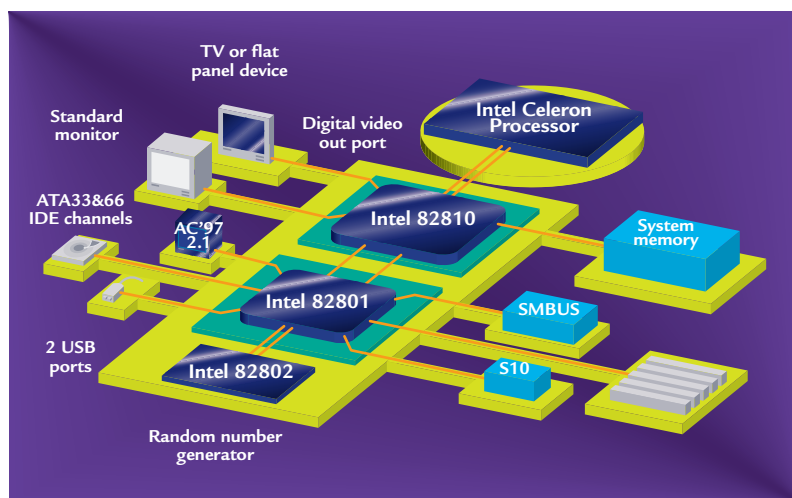 TV or flat
panel device
Intel Celeron
Processor
Standard
monitor
Digital video
out port
ATA33&66
IDE channels
AC'97
2.1
Intel 82810
System
memory
Intel 82801
SMBUS
2 USB
ports
Intel 82802
S10
Random number
generator